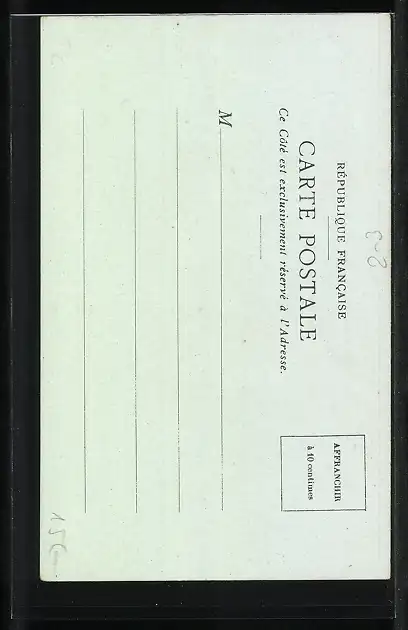 RÉPUBLIQUE FRANÇAISE
CARTE POSTALE
Ce Côté est exclusivement réservé à l'Adresse.
AFFRANCHIR
à 10 centimes
M